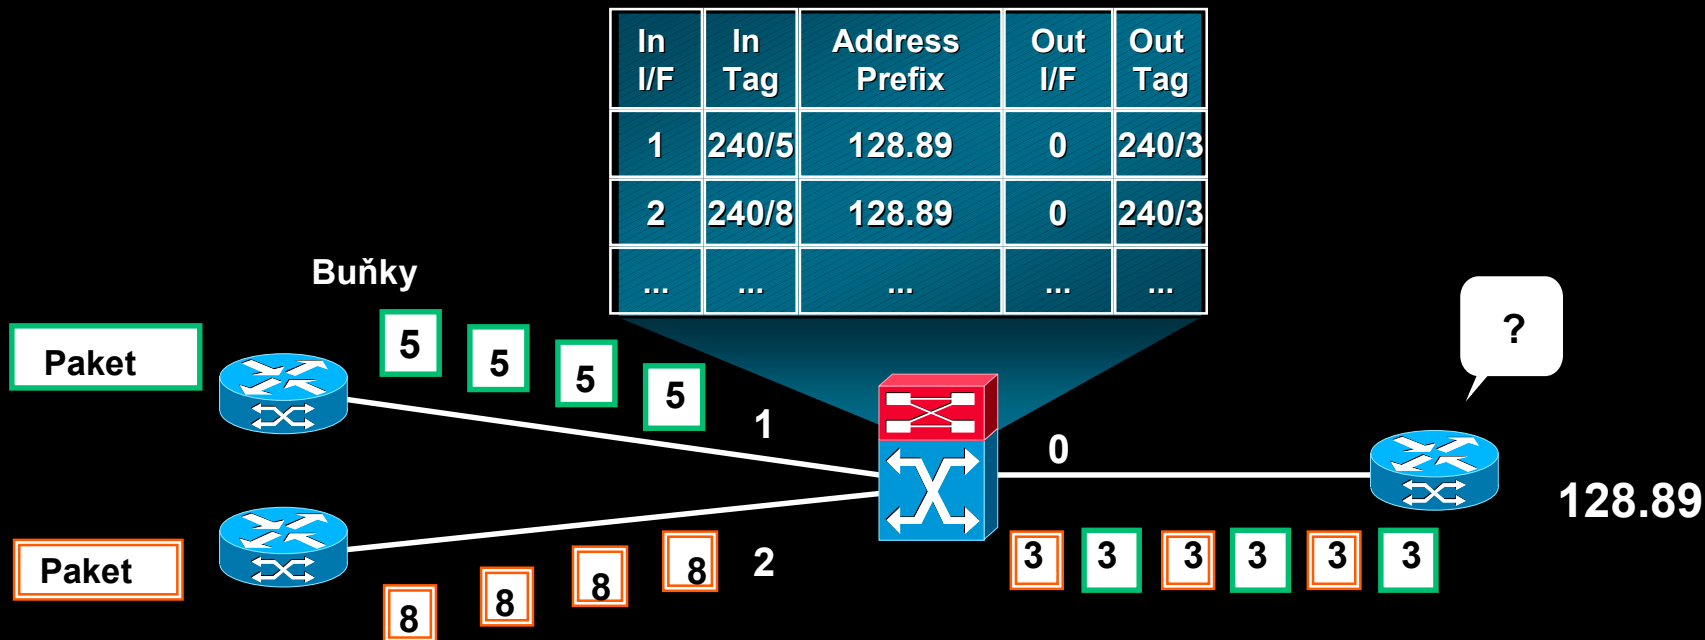 In I/F In Tag Address Prefix Out I/F Out Tag
1 240/5 128.89 0 240/3
2 240/8 128.89 0 240/3
... ... ... ... ...
Buňky
Paket
5 5 5 5
1
?
0
128.89
Paket
8 8 8 8
2
3 3 3 3 3 3